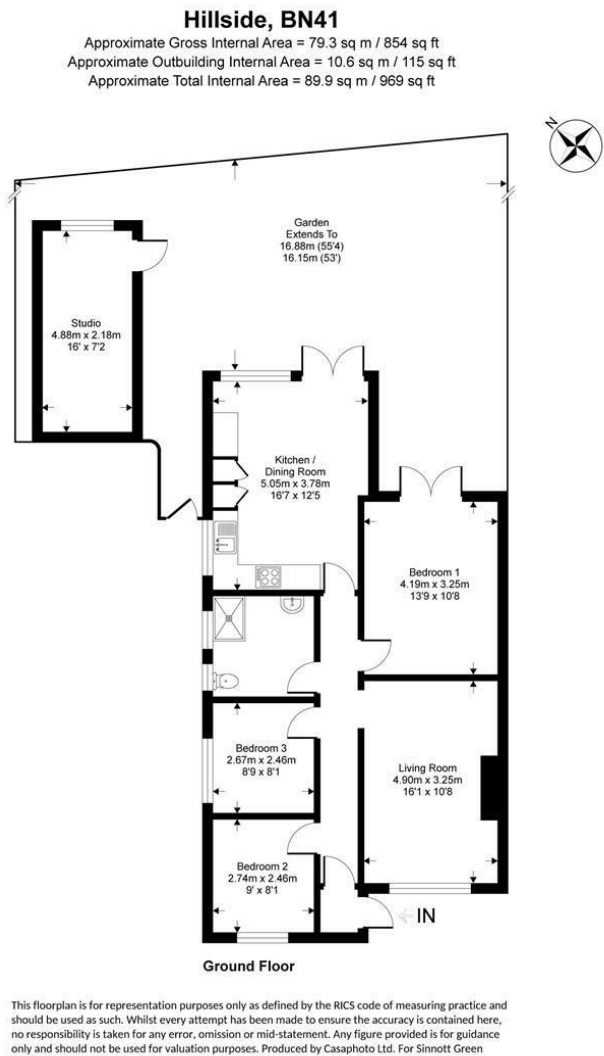 Hillside, BN41
Approximate Gross Internal Area = 79.3 sq m / 854 sq ft
Approximate Outbuilding Internal Area = 10.6 sq m / 115 sq ft
Approximate Total Internal Area = 89.9 sq m / 969 sq ft
N
Garden
Extends To
16.88m (55'4)
16.15m (53')
Studio
4.88m x 2.18m
16' x 7'2
Kitchen /
Dining Room
5.05m x 3.78m
16'7 x 12'5
Bedroom 1
4.19m x 3.25m
13'9 x 10'8
Bedroom 3
2.67m x 2.46m
8'9 x 8'1
Living Room
4.90m x 3.25m
16'1 x 10'8
Bedroom 2
2.74m x 2.46m
9' x 8'1
IN
Ground Floor
This floorplan is for representation purposes only as defined by the RICS code of measuring practice and
should be used as such. Whilst every attempt has been made to ensure the accuracy is contained here,
no responsibility is taken for any error, omission or mid-statement. Any figure provided is for guidance
only and should not be used for valuation purposes. Produced by Casaphoto Ltd. For Sinnott Green